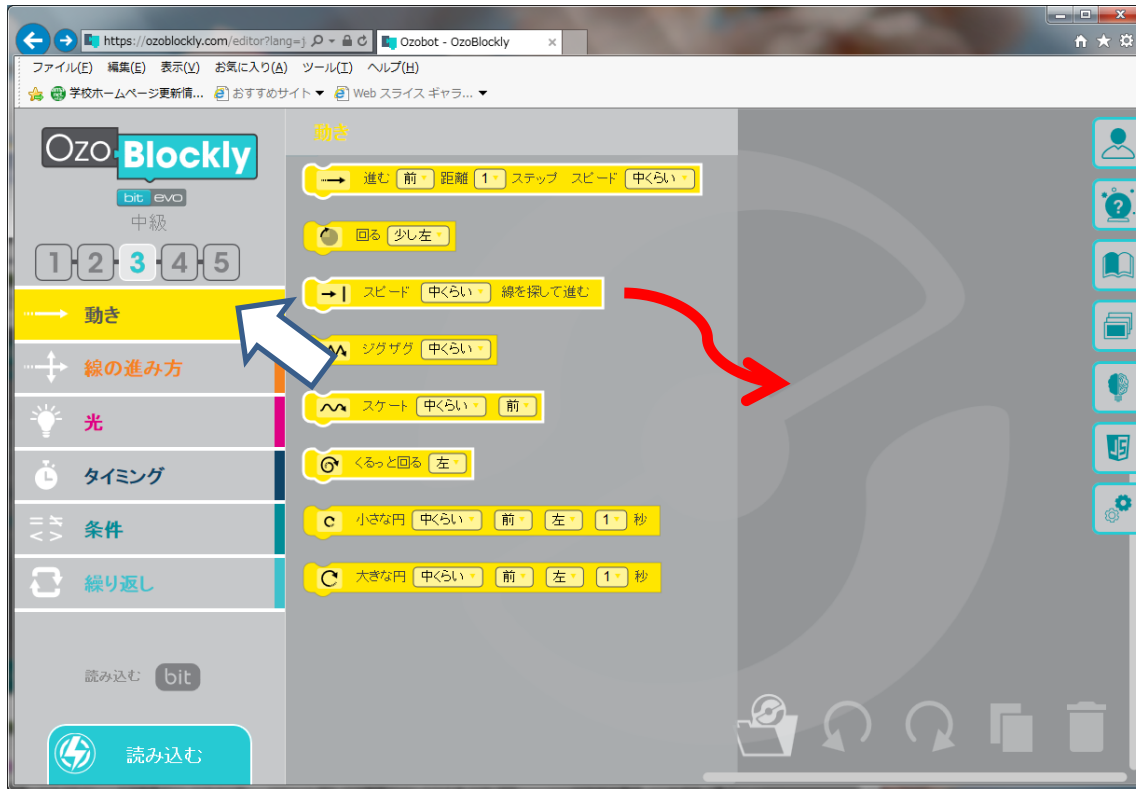 https://ozoblockly.com/editor?lang=j
Ozobot - OzoBlockly
ファイル(F) 編集(E) 表示(V) お気に入り(A) ツール(T) ヘルプ(H)
学校ホームページ更新情... おすすめサイト ▼ Web スライス ギャラ... ▼
Ozo Blockly
bit evo
中級
1 2 3 4 5
動き
線の進み方
光
タイミング
条件
繰り返し
読み込む bit
読み込む
動き
進む 前 距離 1 ステップ スピード 中くらい
回る 少し左
スピード 中くらい 線を探して進む
ジグザグ 中くらい
スケート 中くらい 前
くるっと回る 左
小さな円 中くらい 前 左 1 秒
大きな円 中くらい 前 左 1 秒
?
JS